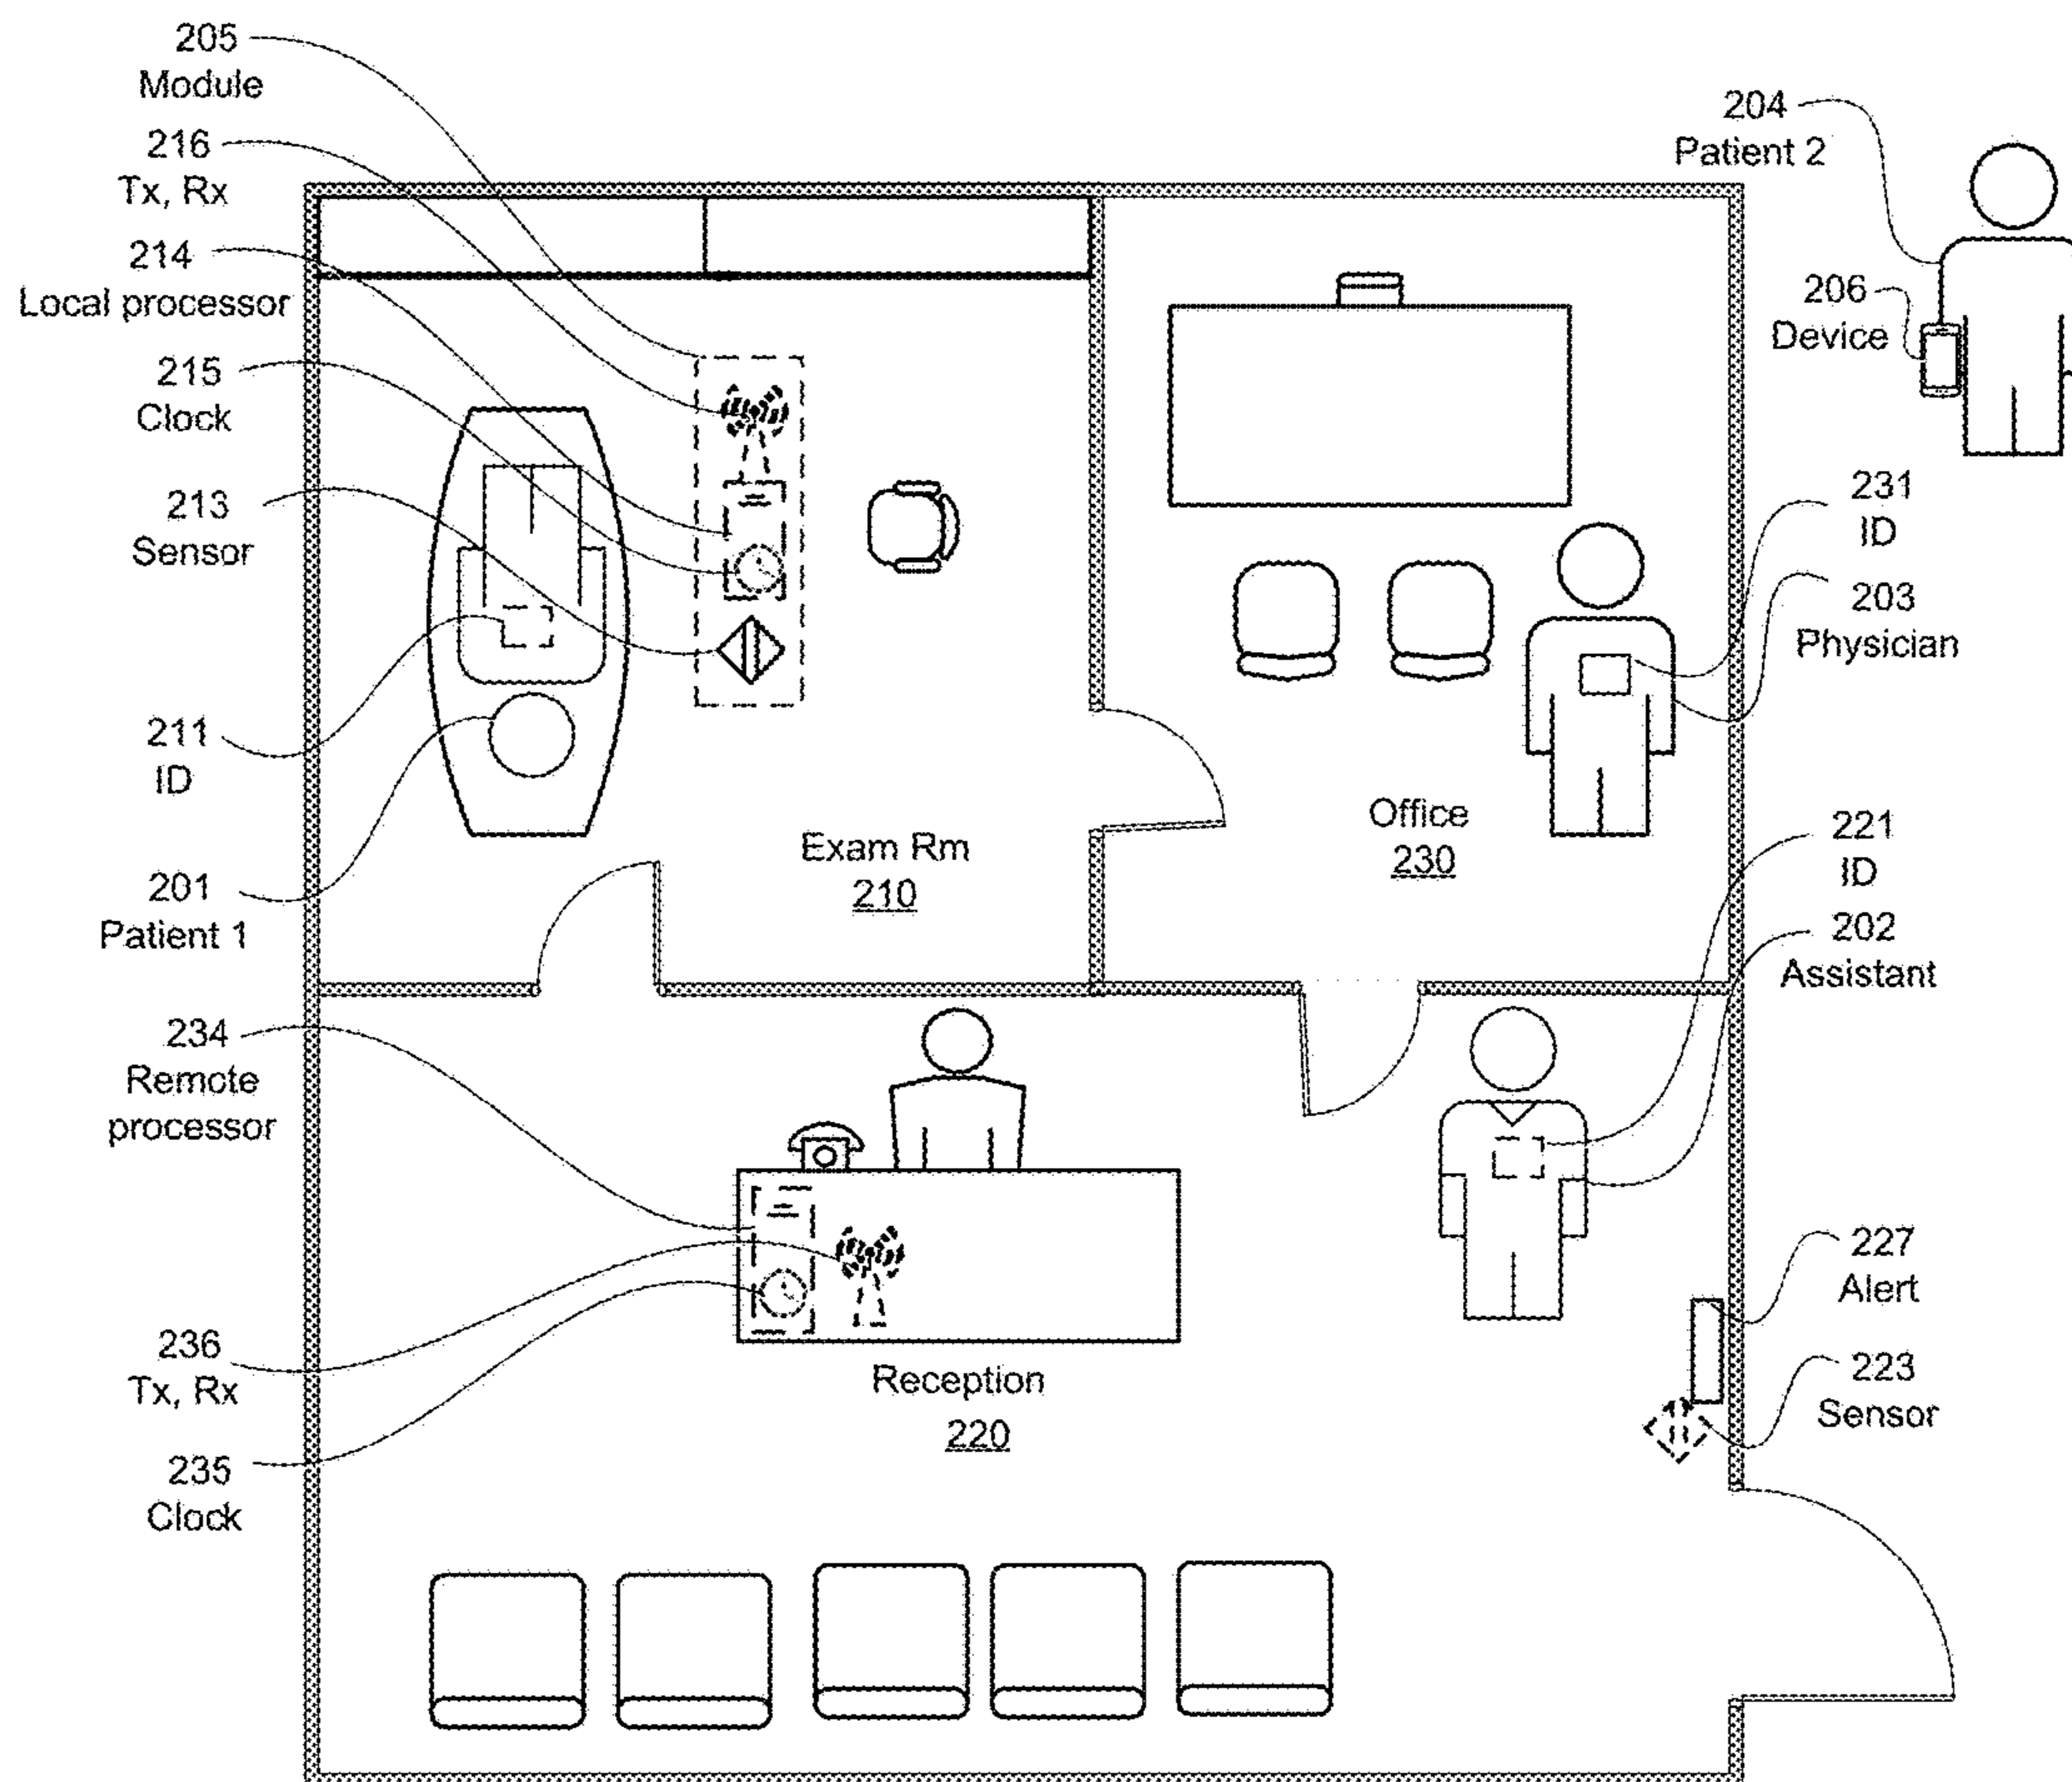 205
Module
216
Tx, Rx
214
Local processor
215
Clock
213
Sensor
211
ID
201
Patient 1
234
Remote
processor
236
Tx, Rx
235
Clock
Exam Rm
210
Office
230
Reception
220
204
Patient 2
206
Device
231
ID
203
Physician
221
ID
202
Assistant
227
Alert
223
Sensor